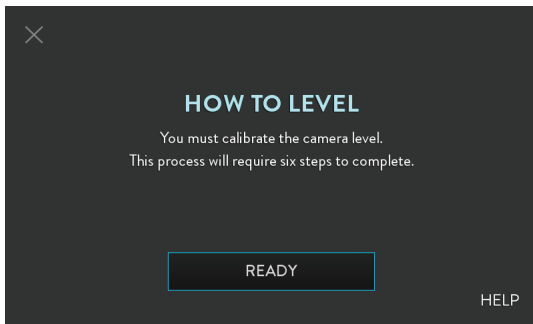 HOW TO LEVEL
You must calibrate the camera level.
This process will require six steps to complete.
READY
HELP